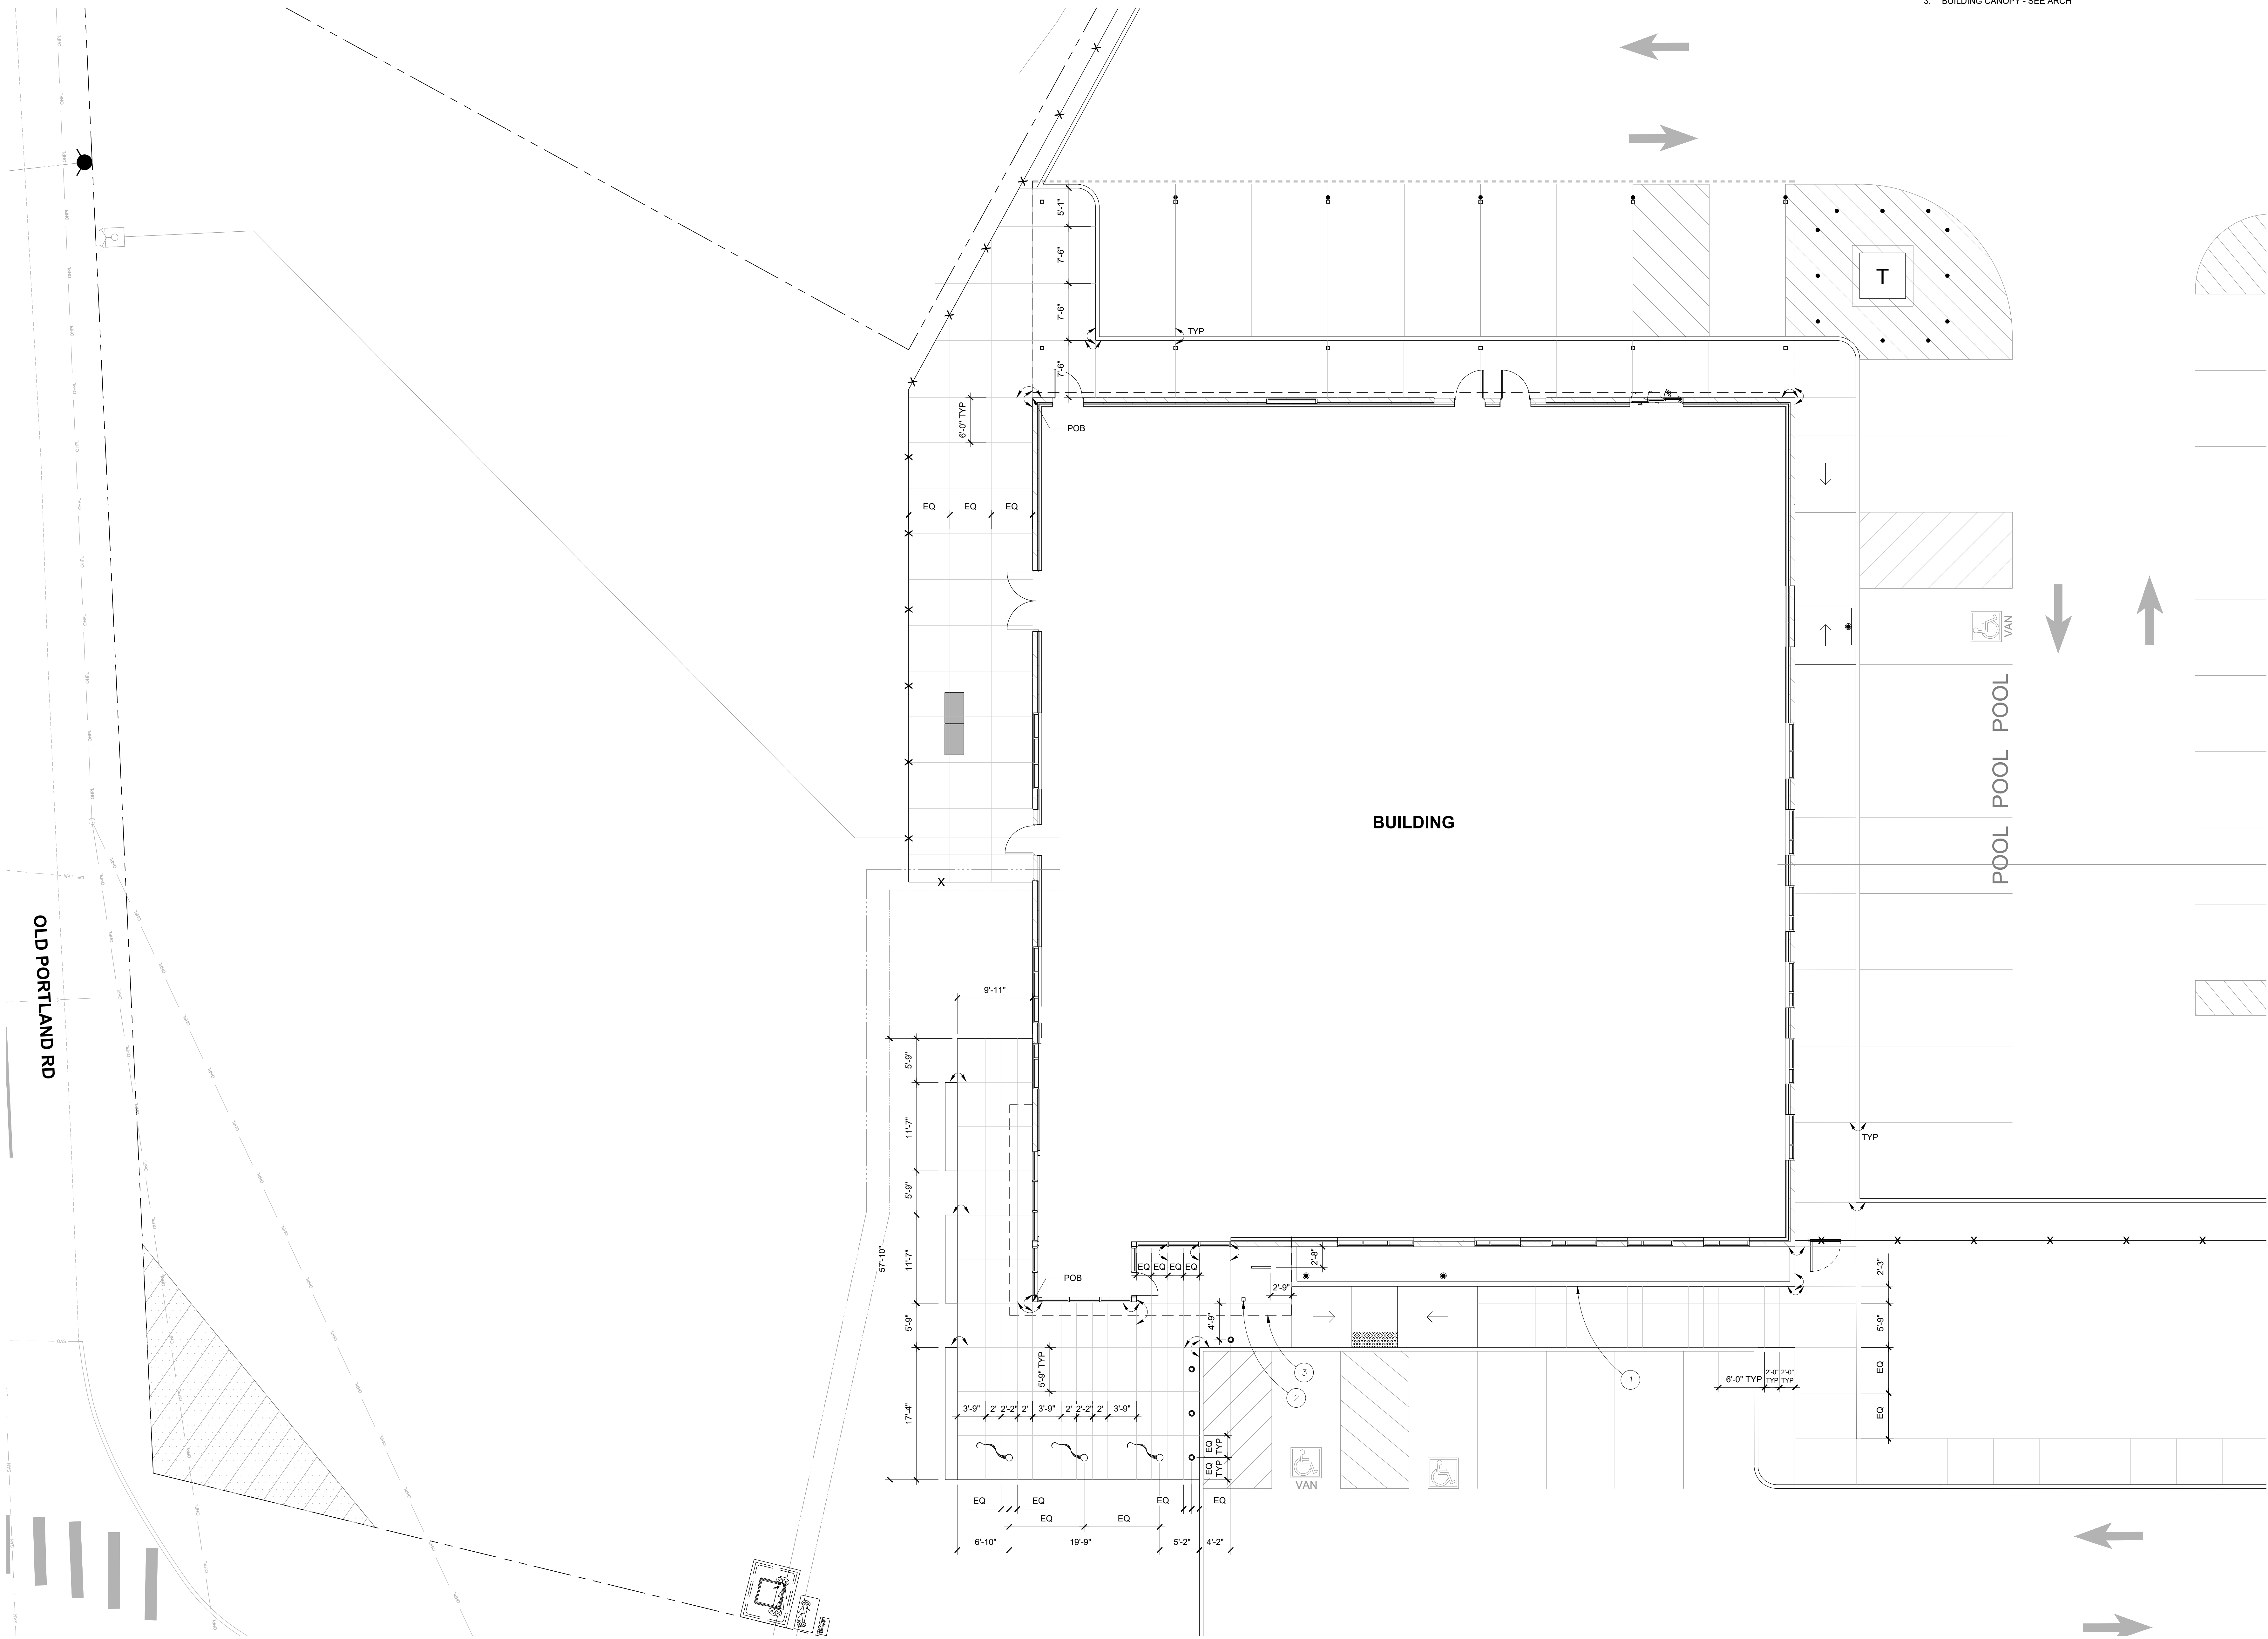 3. BUILDING CANOPY - SEE ARCH
5'-1"
7'-6"
7'-6"
TYP
7'-6"
T
6'-0" TYP
POB
EQ EQ EQ
VAN
POOL
POOL
POOL
BUILDING
OLD PORTLAND RD
9'-11"
5'-9"
11'-7"
TYP
5'-9"
57'-10"
11'-7"
POB
EQ EQ EQ EQ
2'-8"
2'-9"
2'-3"
5'-9"
4'-9"
5'-9"
5'-9" TYP
3
2
1
6'-0" TYP
2'-0" TYP
2'-0" TYP
EQ
EQ
17'-4"
3'-9" 2' 2'-2" 2' 3'-9" 2' 2'-2" 2' 3'-9"
EQ TYP
EQ TYP
VAN
EQ EQ EQ EQ
EQ EQ
6'-10" 19'-9" 5'-2" 4'-2"